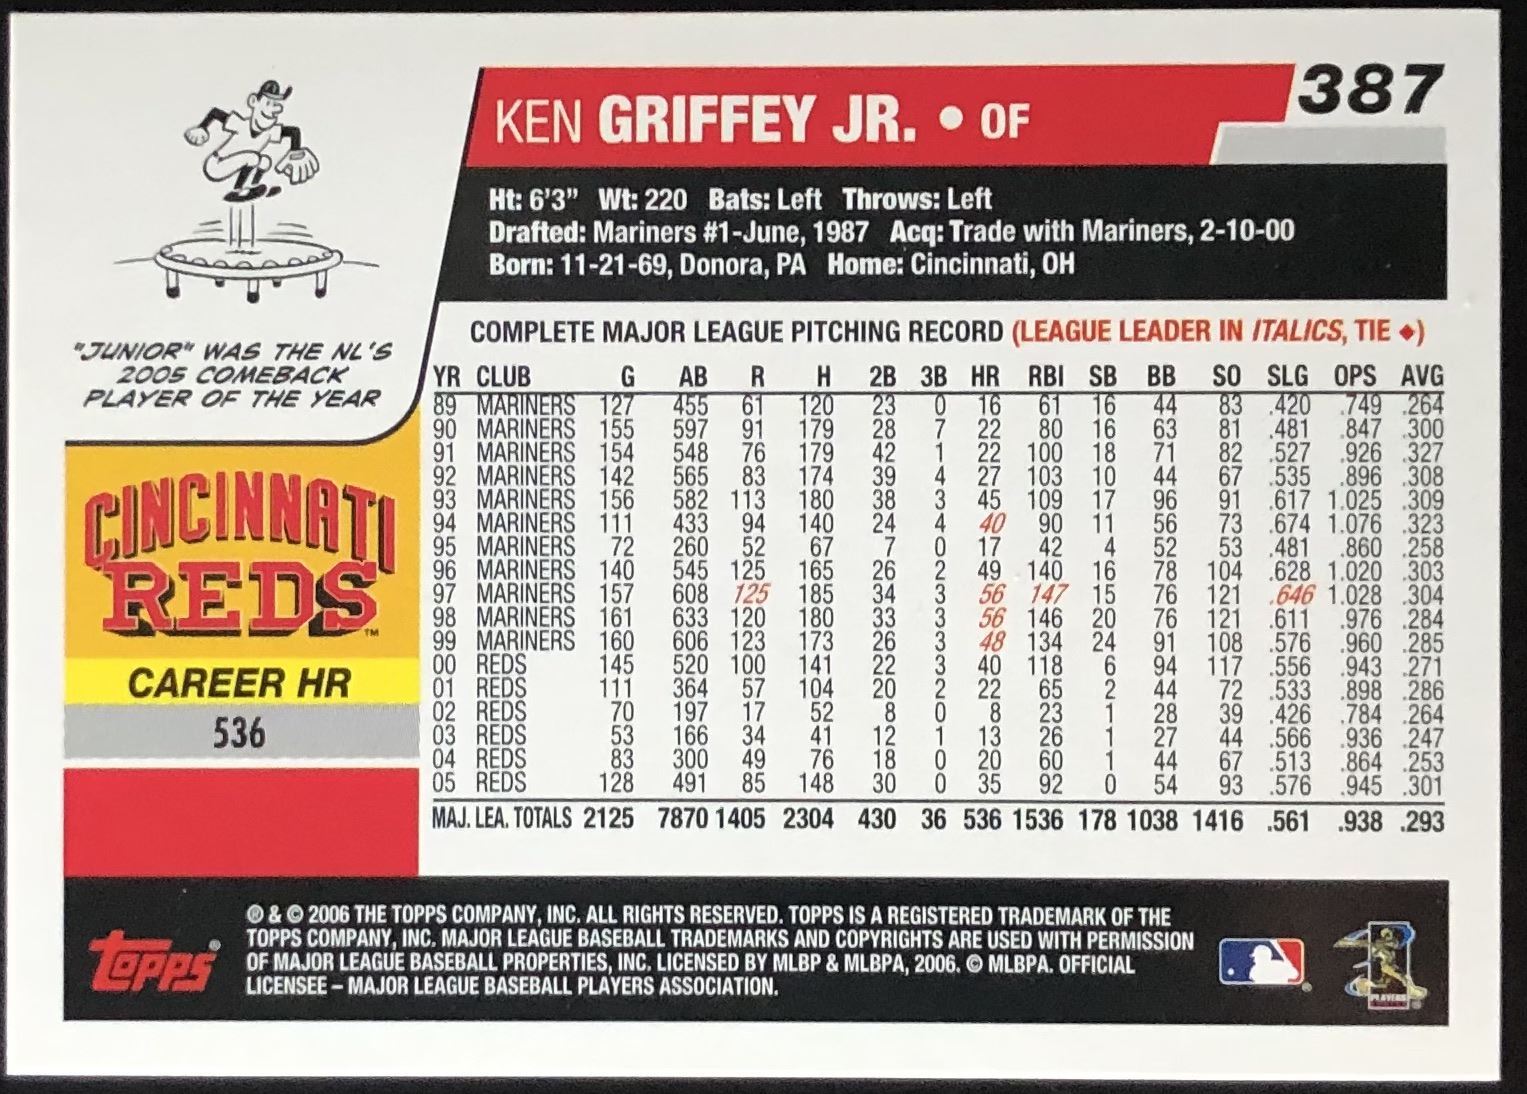 387
KEN GRIFFEY JR. • OF
Ht: 6'3" Wt: 220 Bats: Left Throws: Left
Drafted: Mariners #1-June, 1987 Acq: Trade with Mariners, 2-10-00
Born: 11-21-69, Donora, PA Home: Cincinnati, OH
"JUNIOR" WAS THE NL'S
2005 COMEBACK
PLAYER OF THE YEAR
CINCINNATI
REDS™
CAREER HR
536
COMPLETE MAJOR LEAGUE PITCHING RECORD (LEAGUE LEADER IN ITALICS, TIE ♦)
YR CLUB G AB R H 2B 3B HR RBI SB BB SO SLG OPS AVG
89 MARINERS 127 455 61 120 23 0 16 61 16 44 83 .420 .749 .264
90 MARINERS 155 597 91 179 28 7 22 80 16 63 81 .481 .847 .300
91 MARINERS 154 548 76 179 42 1 22 100 18 71 82 .527 .926 .327
92 MARINERS 142 565 83 174 39 4 27 103 10 44 67 .535 .896 .308
93 MARINERS 156 582 113 180 38 3 45 109 17 96 91 .617 1.025 .309
94 MARINERS 111 433 94 140 24 4 40 90 11 56 73 .674 1.076 .323
95 MARINERS 72 260 52 67 7 0 17 42 4 52 53 .481 .860 .258
96 MARINERS 140 545 125 165 26 2 49 140 16 78 104 .628 1.020 .303
97 MARINERS 157 608 125 185 34 3 56 147 15 76 121 .646 1.028 .304
98 MARINERS 161 633 120 180 33 3 56 146 20 76 121 .611 .976 .284
99 MARINERS 160 606 123 173 26 3 48 134 24 91 108 .576 .960 .285
00 REDS 145 520 100 141 22 3 40 118 6 94 117 .556 .943 .271
01 REDS 111 364 57 104 20 2 22 65 2 44 72 .533 .898 .286
02 REDS 70 197 17 52 8 0 8 23 1 28 39 .426 .784 .264
03 REDS 53 166 34 41 12 1 13 26 1 27 44 .566 .936 .247
04 REDS 83 300 49 76 18 0 20 60 1 44 67 .513 .864 .253
05 REDS 128 491 85 148 30 0 35 92 0 54 93 .576 .945 .301
MAJ. LEA. TOTALS 2125 7870 1405 2304 430 36 536 1536 178 1038 1416 .561 .938 .293
Topps®
® & © 2006 THE TOPPS COMPANY, INC. ALL RIGHTS RESERVED. TOPPS IS A REGISTERED TRADEMARK OF THE
TOPPS COMPANY, INC. MAJOR LEAGUE BASEBALL TRADEMARKS AND COPYRIGHTS ARE USED WITH PERMISSION
OF MAJOR LEAGUE BASEBALL PROPERTIES, INC. LICENSED BY MLBP & MLBPA, 2006. © MLBPA. OFFICIAL
LICENSEE – MAJOR LEAGUE BASEBALL PLAYERS ASSOCIATION.
PLAYERS